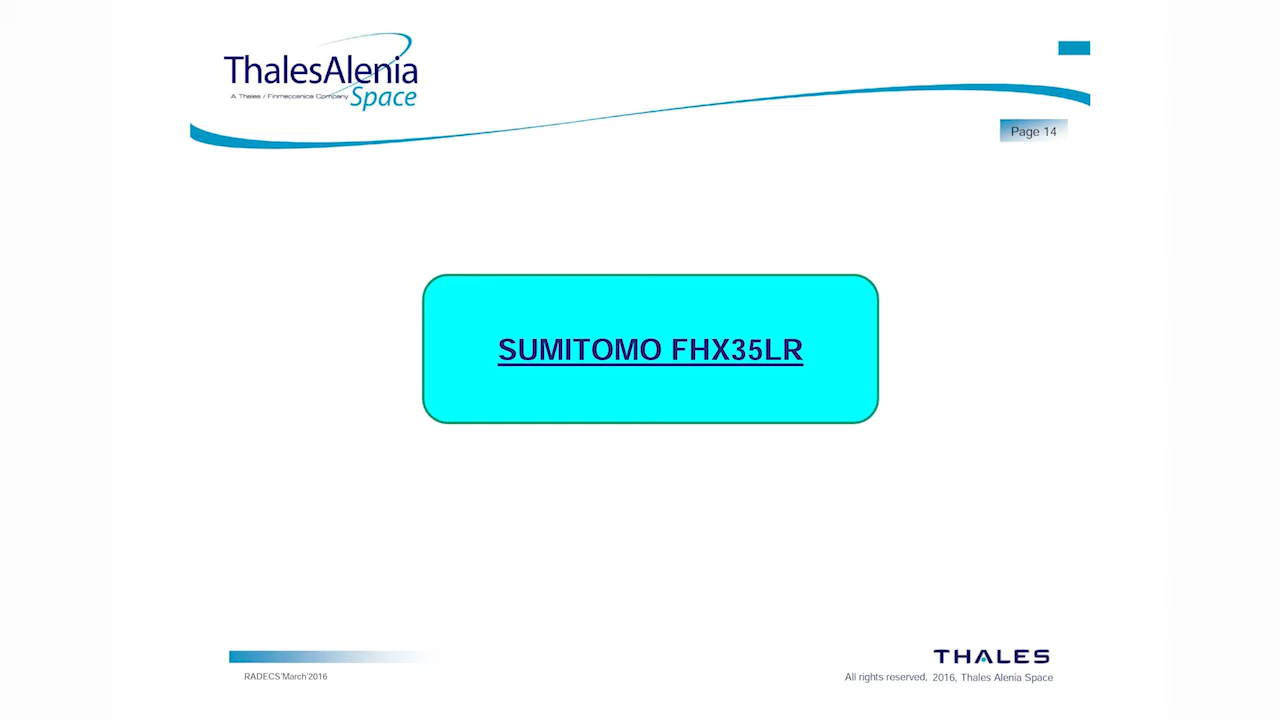 ThalesAlenia
A Thales / Finmeccanica Company
Space
Page 14
SUMITOMO FHX35LR
THALES
RADECS'March'2016
All rights reserved, 2016, Thales Alenia Space